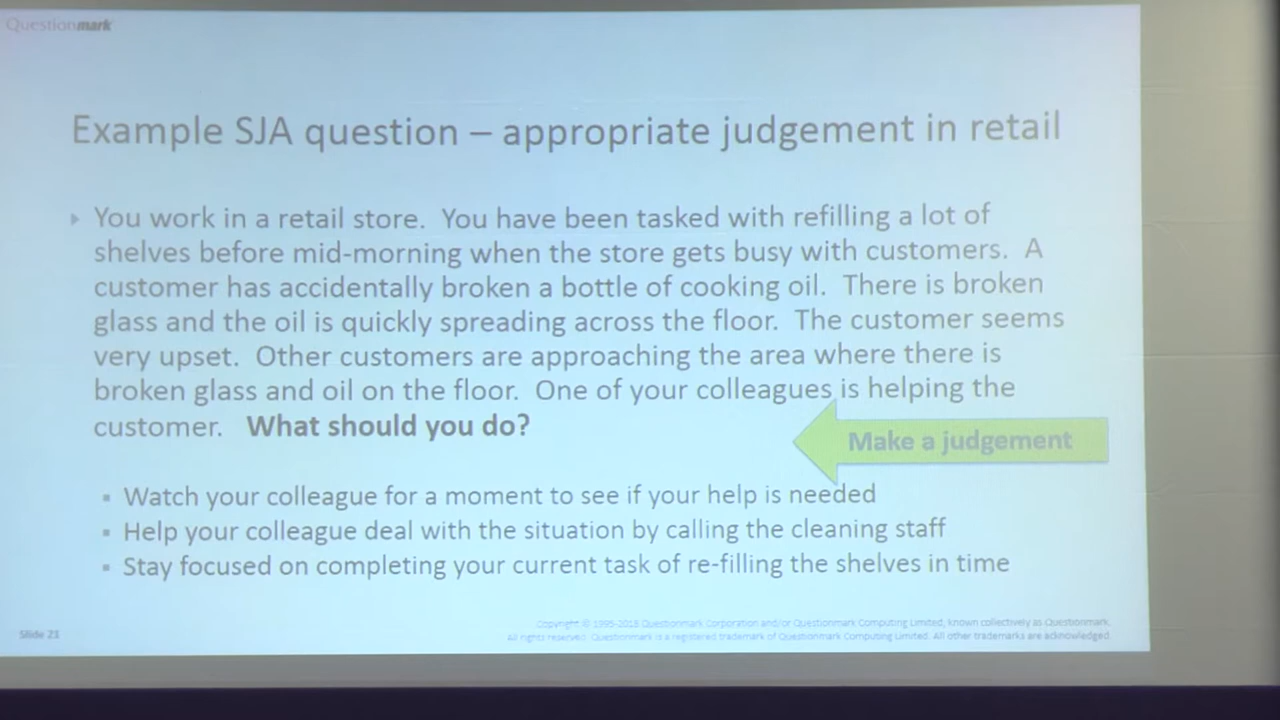 Questionmark
Example SJA question – appropriate judgement in retail
You work in a retail store. You have been tasked with refilling a lot of
shelves before mid-morning when the store gets busy with customers. A
customer has accidentally broken a bottle of cooking oil. There is broken
glass and the oil is quickly spreading across the floor. The customer seems
very upset. Other customers are approaching the area where there is
broken glass and oil on the floor. One of your colleagues is helping the
customer. What should you do?
Make a judgement
Watch your colleague for a moment to see if your help is needed
Help your colleague deal with the situation by calling the cleaning staff
Stay focused on completing your current task of re-filling the shelves in time
Slide 21
Copyright © 1995-2018 Questionmark Corporation and/or Questionmark Computing Limited, known collectively as Questionmark.
All rights reserved. Questionmark is a registered trademark of Questionmark Computing Limited. All other trademarks are acknowledged.